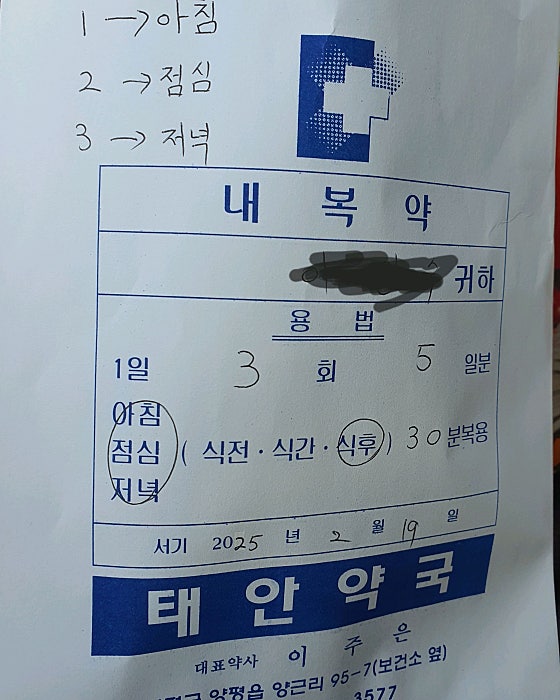 1 → 아침
2 → 점심
3 → 저녁
내 복 약
귀하
용 법
1일 3 회 5 일분
아침
점심 ( 식전 · 식간 · 식후 ) 30 분복용
저녁
서기 2025 년 2 월 19 일
태안약국
대표약사 이 주 은
양평읍 양근리 95-7(보건소 옆)
3577